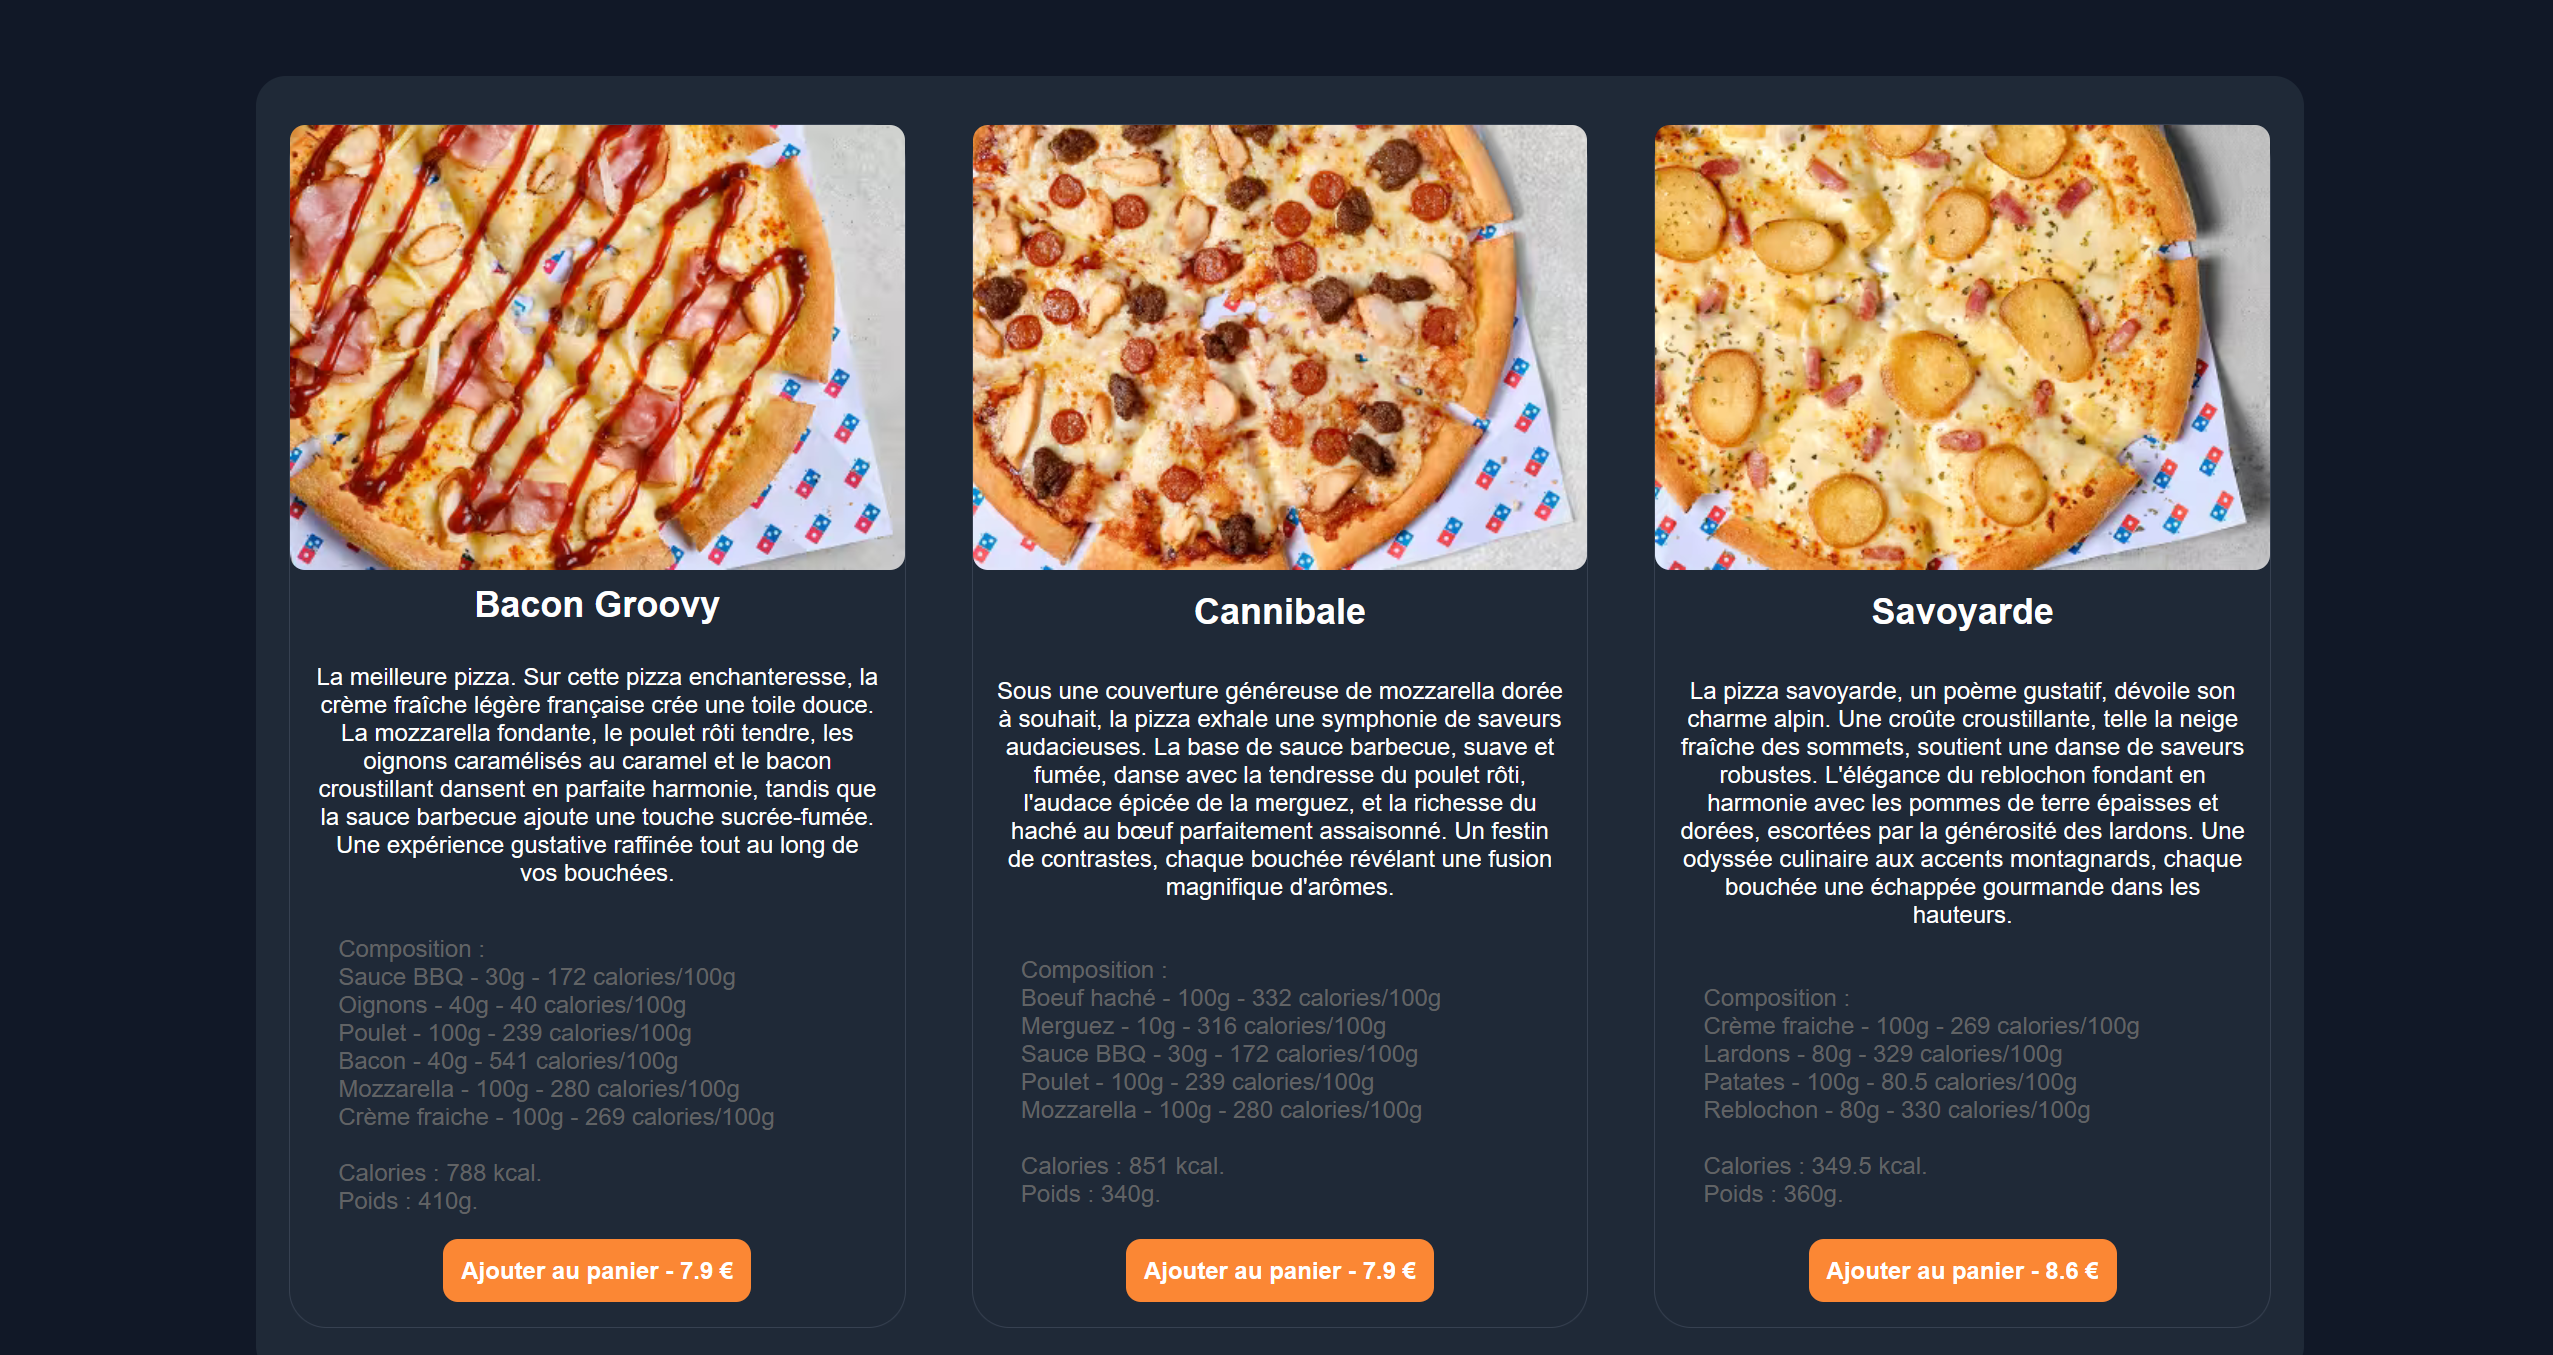 Bacon Groovy
La meilleure pizza. Sur cette pizza enchanteresse, la
crème fraîche légère française crée une toile douce.
La mozzarella fondante, le poulet rôti tendre, les
oignons caramélisés au caramel et le bacon
croustillant dansent en parfaite harmonie, tandis que
la sauce barbecue ajoute une touche sucrée-fumée.
Une expérience gustative raffinée tout au long de
vos bouchées.
Composition :
Sauce BBQ - 30g - 172 calories/100g
Oignons - 40g - 40 calories/100g
Poulet - 100g - 239 calories/100g
Bacon - 40g - 541 calories/100g
Mozzarella - 100g - 280 calories/100g
Crème fraiche - 100g - 269 calories/100g
Calories : 788 kcal.
Poids : 410g.
Ajouter au panier - 7.9 €
Cannibale
Sous une couverture généreuse de mozzarella dorée
à souhait, la pizza exhale une symphonie de saveurs
audacieuses. La base de sauce barbecue, suave et
fumée, danse avec la tendresse du poulet rôti,
l'audace épicée de la merguez, et la richesse du
haché au bœuf parfaitement assaisonné. Un festin
de contrastes, chaque bouchée révélant une fusion
magnifique d'arômes.
Composition :
Boeuf haché - 100g - 332 calories/100g
Merguez - 10g - 316 calories/100g
Sauce BBQ - 30g - 172 calories/100g
Poulet - 100g - 239 calories/100g
Mozzarella - 100g - 280 calories/100g
Calories : 851 kcal.
Poids : 340g.
Ajouter au panier - 7.9 €
Savoyarde
La pizza savoyarde, un poème gustatif, dévoile son
charme alpin. Une croûte croustillante, telle la neige
fraîche des sommets, soutient une danse de saveurs
robustes. L'élégance du reblochon fondant en
harmonie avec les pommes de terre épaisses et
dorées, escortées par la générosité des lardons. Une
odyssée culinaire aux accents montagnards, chaque
bouchée une échappée gourmande dans les
hauteurs.
Composition :
Crème fraiche - 100g - 269 calories/100g
Lardons - 80g - 329 calories/100g
Patates - 100g - 80.5 calories/100g
Reblochon - 80g - 330 calories/100g
Calories : 349.5 kcal.
Poids : 360g.
Ajouter au panier - 8.6 €